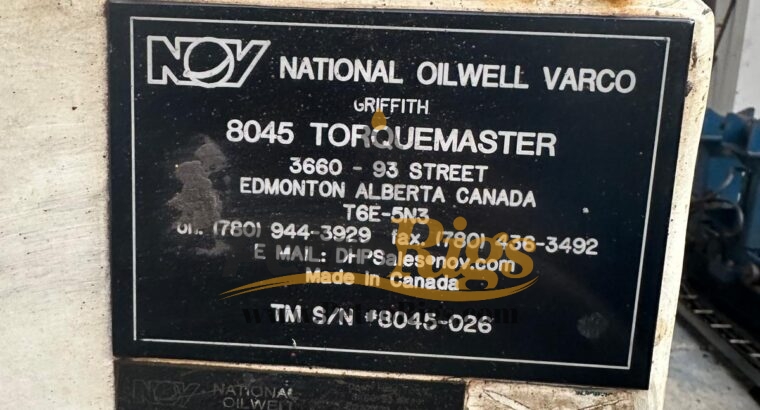 NOV NATIONAL OILWELL VARCO
GRIFFITH
8045 TORQUEMASTER
3660 - 93 STREET
EDMONTON ALBERTA CANADA
T6E-5N3
(780) 944-3929 fax. (780) 436-3492
E MAIL: DHPSales@nov.com
Made in Canada
Rigs
TM S/N #8045-026
NOV NATIONAL
OILWELL